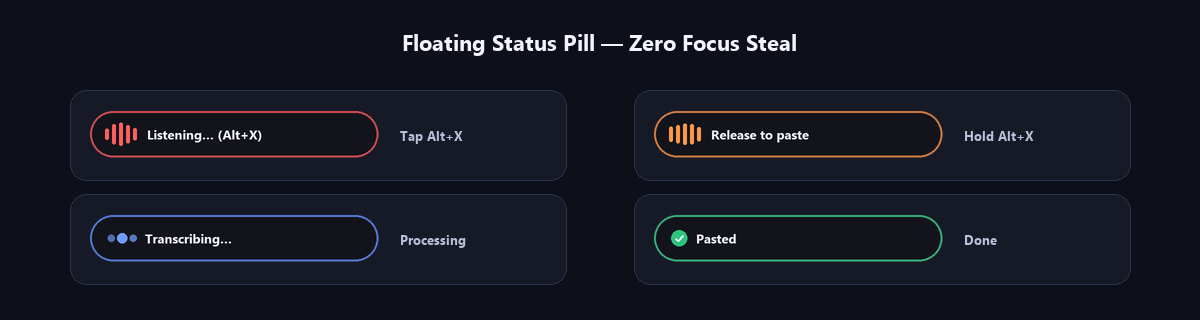 Floating Status Pill — Zero Focus Steal
Listening... (Alt+X)
Tap Alt+X
Release to paste
Hold Alt+X
Transcribing...
Processing
Pasted
Done